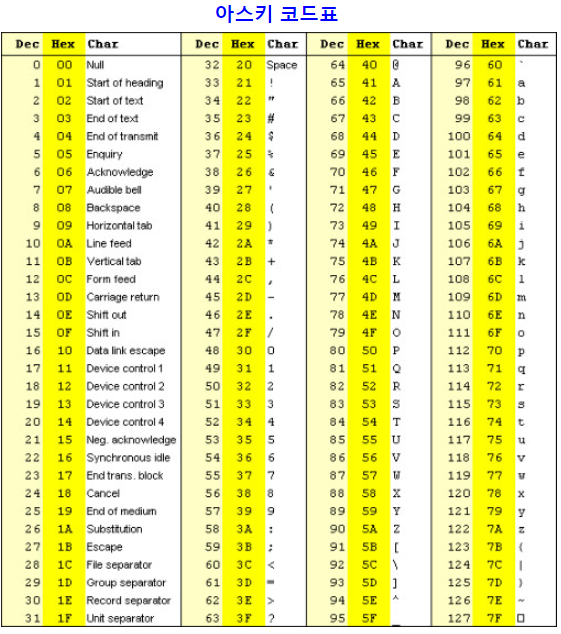 아스키 코드표
Dec Hex Char Dec Hex Char Dec Hex Char Dec Hex Char
0 00 Null 32 20 Space 64 40 @ 96 60 `
1 01 Start of heading 33 21 ! 65 41 A 97 61 a
2 02 Start of text 34 22 " 66 42 B 98 62 b
3 03 End of text 35 23 # 67 43 C 99 63 c
4 04 End of transmit 36 24 $ 68 44 D 100 64 d
5 05 Enquiry 37 25 % 69 45 E 101 65 e
6 06 Acknowledge 38 26 & 70 46 F 102 66 f
7 07 Audible bell 39 27 ' 71 47 G 103 67 g
8 08 Backspace 40 28 ( 72 48 H 104 68 h
9 09 Horizontal tab 41 29 ) 73 49 I 105 69 i
10 0A Line feed 42 2A * 74 4A J 106 6A j
11 0B Vertical tab 43 2B + 75 4B K 107 6B k
12 0C Form feed 44 2C , 76 4C L 108 6C l
13 0D Carriage return 45 2D - 77 4D M 109 6D m
14 0E Shift out 46 2E . 78 4E N 110 6E n
15 0F Shift in 47 2F / 79 4F O 111 6F o
16 10 Data link escape 48 30 0 80 50 P 112 70 p
17 11 Device control 1 49 31 1 81 51 Q 113 71 q
18 12 Device control 2 50 32 2 82 52 R 114 72 r
19 13 Device control 3 51 33 3 83 53 S 115 73 s
20 14 Device control 4 52 34 4 84 54 T 116 74 t
21 15 Neg. acknowledge 53 35 5 85 55 U 117 75 u
22 16 Synchronous idle 54 36 6 86 56 V 118 76 v
23 17 End trans. block 55 37 7 87 57 W 119 77 w
24 18 Cancel 56 38 8 88 58 X 120 78 x
25 19 End of medium 57 39 9 89 59 Y 121 79 y
26 1A Substitution 58 3A : 90 5A Z 122 7A z
27 1B Escape 59 3B ; 91 5B [ 123 7B {
28 1C File separator 60 3C < 92 5C \ 124 7C |
29 1D Group separator 61 3D = 93 5D ] 125 7D }
30 1E Record separator 62 3E > 94 5E ^ 126 7E ~
31 1F Unit separator 63 3F ? 95 5F _ 127 7F □